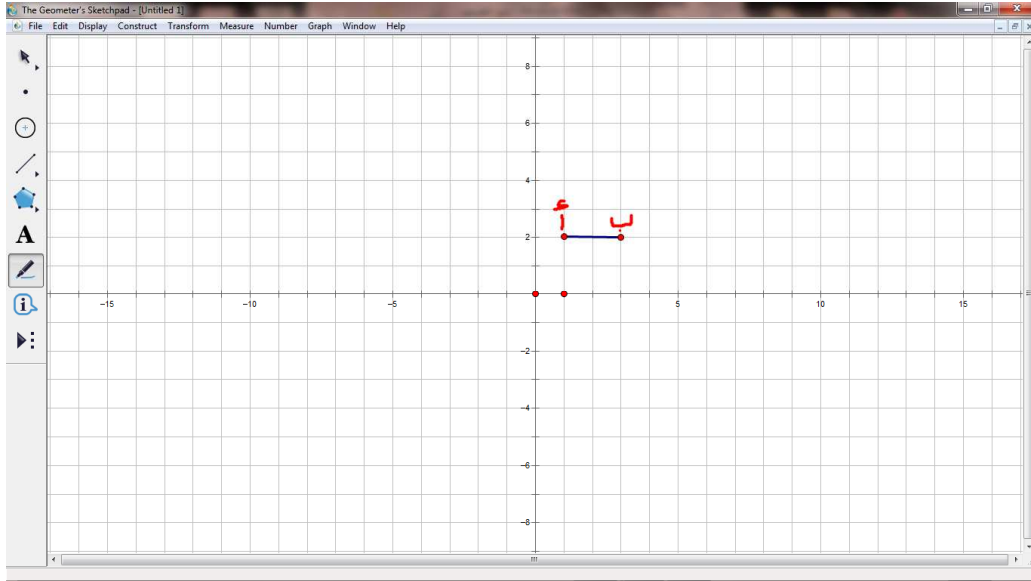 The Geometer's Sketchpad - [Untitled 1]
File Edit Display Construct Transform Measure Number Graph Window Help
8
6
4
أ ب
2
-15 -10 -5 5 10 15
-2
-4
-6
-8
A
i